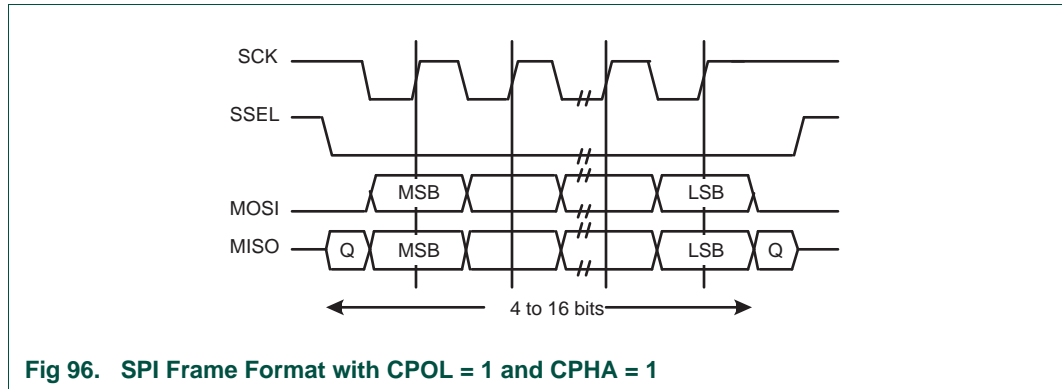 SCK
SSEL
MOSI MSB LSB
MISO Q MSB LSB Q
4 to 16 bits
Fig 96. SPI Frame Format with CPOL = 1 and CPHA = 1